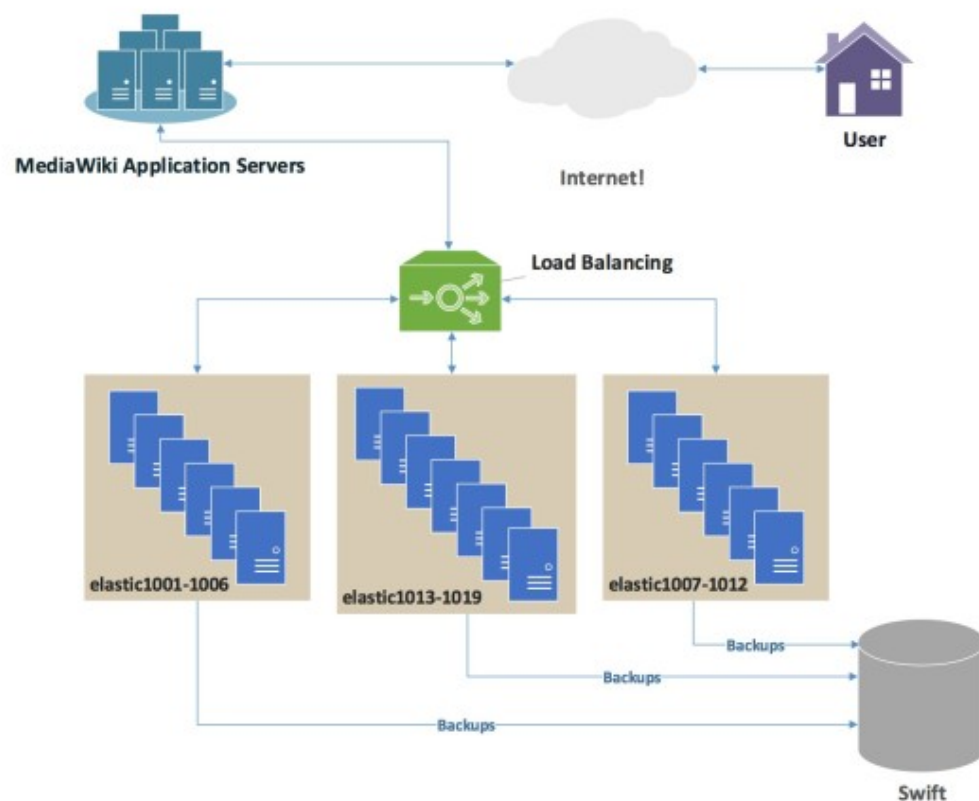 User
MediaWiki Application Servers
Internet!
Load Balancing
elastic1001-1006
elastic1013-1019
elastic1007-1012
Backups
Backups
Backups
Swift